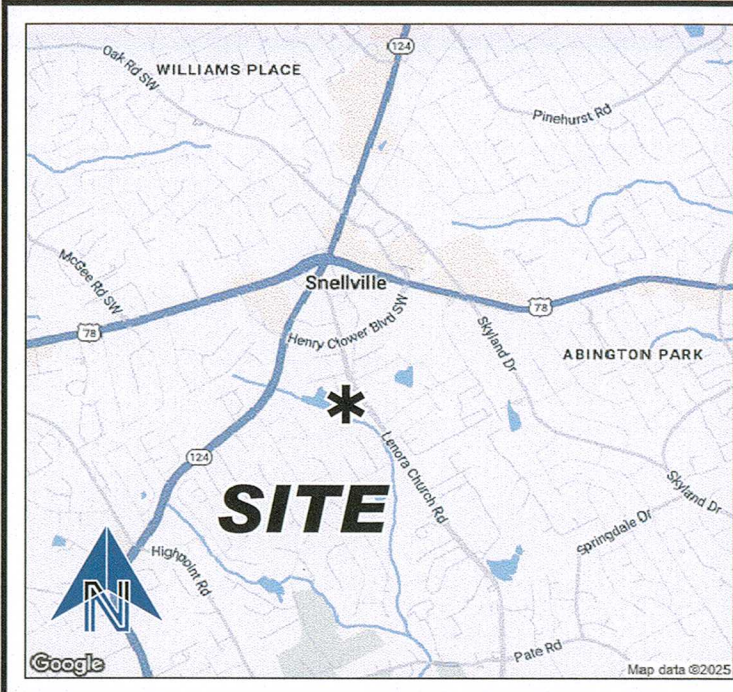 124
Oak Rd SW
WILLIAMS PLACE
Pinehurst Rd
McGee Rd SW
Snellville
78
78
Henry Clower Blvd SW
Skyland Dr
ABINGTON PARK
Lenora Church Rd
124
SITE
Skyland Dr
Springdale Dr
Highpoint Rd
N
Pate Rd
Google
Map data ©2025